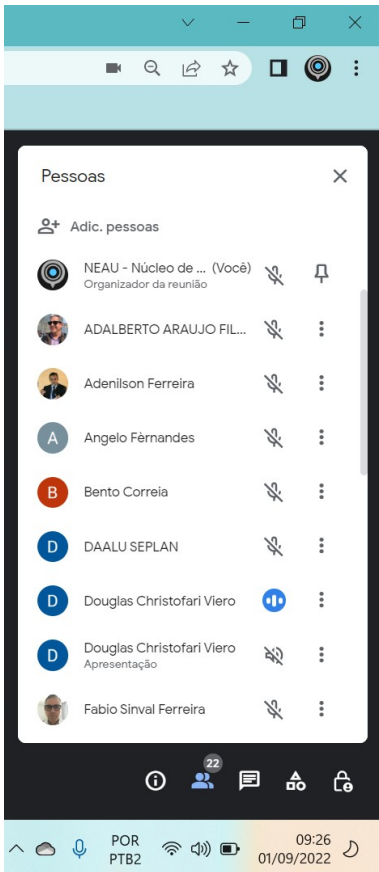 Pessoas
Adic. pessoas
NEAU - Núcleo de ... (Você)
Organizador da reunião
ADALBERTO ARAUJO FIL...
Adenilson Ferreira
A Angelo Fèrnandes
B Bento Correia
D DAALU SEPLAN
D Douglas Christofari Viero
D Douglas Christofari Viero
Apresentação
Fabio Sinval Ferreira
22
POR 09:26
PTB2 01/09/2022